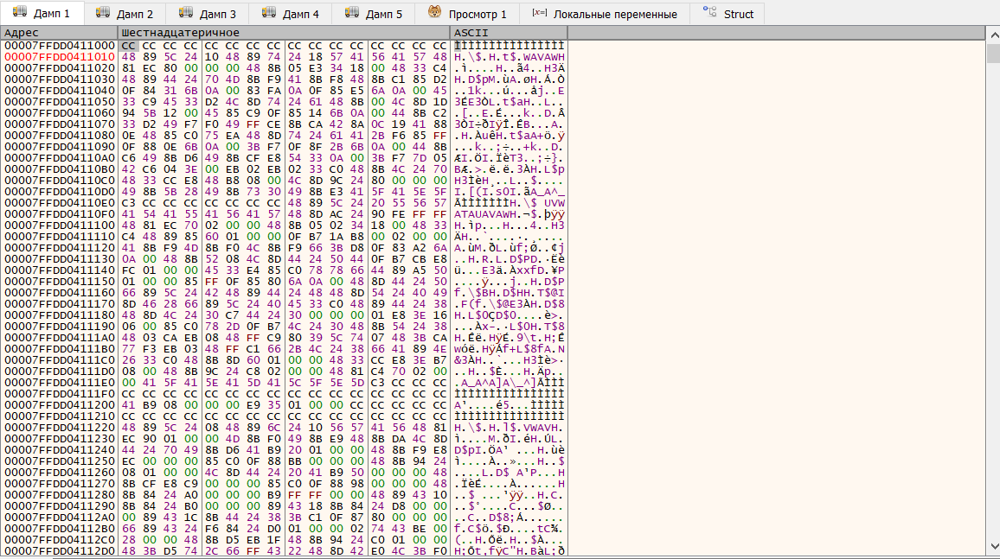 Дамп 1 Дамп 2 Дамп 3 Дамп 4 Дамп 5 Просмотр 1 [x=] Локальные переменные Struct
Адрес Шестнадцатеричное ASCII
00007FFDD0411000 CC CC CC CC CC CC CC CC CC CC CC CC CC CC CC CC ÌÌÌÌÌÌÌÌÌÌÌÌÌÌÌÌ
00007FFDD0411010 48 89 5C 24 10 48 89 74 24 18 57 41 56 41 57 48 H.\$.H.t$.WAVAWH
00007FFDD0411020 81 EC 80 00 00 00 48 8B 05 E3 34 18 00 48 33 C4 .ì....H..ã4..H3Ä
00007FFDD0411030 48 89 44 24 70 4D 8B F9 41 8B F8 48 8B C1 85 D2 H.D$pM.ùA.øH.Á.Ò
00007FFDD0411040 0F 84 31 6B 0A 00 83 FA 0A 0F 85 E5 6A 0A 00 45 ..1k...ú...åj..E
00007FFDD0411050 33 C9 45 33 D2 4C 8D 74 24 61 48 8B 00 4C 8D 1D 3ÉE3ÒL.t$aH..L..
00007FFDD0411060 94 5B 12 00 45 85 C9 0F 85 14 6B 0A 00 44 8B C2 .[..E.É...k..D.Â
00007FFDD0411070 33 D2 49 F7 F0 49 FF CE 8B CA 42 8A 0C 19 41 88 3ÒI÷ðIÿÎ.ÊB...A.
00007FFDD0411080 0E 48 85 C0 75 EA 48 8D 74 24 61 41 2B F6 85 FF .H.ÀuêH.t$aA+ö.ÿ
00007FFDD0411090 0F 88 0E 6B 0A 00 3B F7 0F 8F 2B 6B 0A 00 44 8B ...k..;÷..+k..D.
00007FFDD04110A0 C6 49 8B D6 49 8B CF E8 54 33 0A 00 3B F7 7D 05 ÆI.ÖI.ÏèT3..;÷}.
00007FFDD04110B0 42 C6 04 3E 00 EB 02 EB 02 33 C0 48 8B 4C 24 70 BÆ.>.ë.ë.3ÀH.L$p
00007FFDD04110C0 48 33 CC E8 48 B8 08 00 4C 8D 9C 24 80 00 00 00 H3ÌèH¸..L..$....
00007FFDD04110D0 49 8B 5B 28 49 8B 73 30 49 8B E3 41 5F 41 5E 5F I.[(I.s0I.ãA_A^_
00007FFDD04110E0 C3 CC CC CC CC CC CC CC 48 89 5C 24 20 55 56 57 ÃÌÌÌÌÌÌÌH.\$ UVW
00007FFDD04110F0 41 54 41 55 41 56 41 57 48 8D AC 24 90 FE FF FF ATAUAVAWH.¬$.þÿÿ
00007FFDD0411100 48 81 EC 70 02 00 00 48 8B 05 02 34 18 00 48 33 H.ìp...H...4..H3
00007FFDD0411110 C4 48 89 85 60 01 00 00 0F B7 1A B8 00 02 00 00 ÄH..`....·.¸....
00007FFDD0411120 41 8B F9 4D 8B F0 4C 8B F9 66 3B D8 0F 83 A2 6A A.ùM.ðL.ùf;Ø..¢j
00007FFDD0411130 0A 00 48 8B 52 08 4C 8D 44 24 50 44 0F B7 CB E8 ..H.R.L.D$PD.·Ëè
00007FFDD0411140 FC 01 00 00 45 33 E4 85 C0 78 78 66 44 89 A5 50 ü...E3ä.ÀxxfD.¥P
00007FFDD0411150 01 00 00 85 FF 0F 85 80 6A 0A 00 48 8D 44 24 50 ....ÿ...j..H.D$P
00007FFDD0411160 66 89 5C 24 42 48 89 44 24 48 48 8D 54 24 40 49 f.\$BH.D$HH.T$@I
00007FFDD0411170 8D 46 28 66 89 5C 24 40 45 33 C0 48 89 44 24 38 .F(f.\$@E3ÀH.D$8
00007FFDD0411180 48 8D 4C 24 30 C7 44 24 30 00 00 00 01 E8 3E 16 H.L$0ÇD$0....è>.
00007FFDD0411190 06 00 85 C0 78 2D 0F B7 4C 24 30 48 8B 54 24 38 ...Àx-.·L$0H.T$8
00007FFDD04111A0 48 03 CA EB 08 48 FF C9 80 39 5C 74 07 48 3B CA H.Êë.HÿÉ.9\t.H;Ê
00007FFDD04111B0 77 F3 EB 03 48 FF C1 66 2B 4C 24 38 66 41 89 4E wóë.HÿÁf+L$8fA.N
00007FFDD04111C0 26 33 C0 48 8B 8D 60 01 00 00 48 33 CC E8 3E B7 &3ÀH..`...H3Ìè>·
00007FFDD04111D0 08 00 48 8B 9C 24 C8 02 00 00 48 81 C4 70 02 00 ..H..$È...H.Äp..
00007FFDD04111E0 00 41 5F 41 5E 41 5D 41 5C 5F 5E 5D C3 CC CC CC .A_A^A]A\_^]ÃÌÌÌ
00007FFDD04111F0 CC CC CC CC CC CC CC CC CC CC CC CC CC CC CC CC ÌÌÌÌÌÌÌÌÌÌÌÌÌÌÌÌ
00007FFDD0411200 41 B9 08 00 00 00 E9 35 01 00 00 CC CC CC CC CC A¹....é5...ÌÌÌÌÌ
00007FFDD0411210 CC CC CC CC CC CC CC CC CC CC CC CC CC CC CC CC ÌÌÌÌÌÌÌÌÌÌÌÌÌÌÌÌ
00007FFDD0411220 48 89 5C 24 08 48 89 6C 24 10 56 57 41 56 48 81 H.\$.H.l$.VWAVH.
00007FFDD0411230 EC 90 01 00 00 4D 8B F0 48 8B E9 48 8B DA 4C 8D ì....M.ðH.éH.ÚL.
00007FFDD0411240 44 24 70 49 8B D6 41 B9 20 01 00 00 48 8B F9 E8 D$pI.ÖA¹ ...H.ùè
00007FFDD0411250 EC 00 00 00 85 C0 0F 88 BB 00 00 00 48 8B 94 24 ì....À..»...H..$
00007FFDD0411260 08 01 00 00 4C 8D 44 24 20 41 B9 50 00 00 00 48 ....L.D$ A¹P...H
00007FFDD0411270 8B CF E8 C9 00 00 00 85 C0 0F 88 98 00 00 00 48 .ÏèÉ....À......H
00007FFDD0411280 8B 84 24 A0 00 00 00 B9 FF FF 00 00 48 89 43 10 ..$ ...¹ÿÿ..H.C.
00007FFDD0411290 8B 84 24 B0 00 00 00 89 43 18 8B 84 24 D8 00 00 ..$°....C...$Ø..
00007FFDD04112A0 00 89 43 1C 8B 44 24 38 3B C1 0F 87 80 00 00 00 ..C..D$8;Á......
00007FFDD04112B0 66 89 43 24 F6 84 24 D0 01 00 00 02 74 43 BE 00 f.C$ö.$Ð....tC¾.
00007FFDD04112C0 28 00 00 48 8B D5 EB 1F 48 8B 94 24 C0 01 00 00 (..H.Õë.H..$À...
00007FFDD04112D0 48 3B D5 74 2C 66 FF 43 22 48 8D 42 E0 4C 3B F0 H;Õt,fÿC"H.BàL;ð